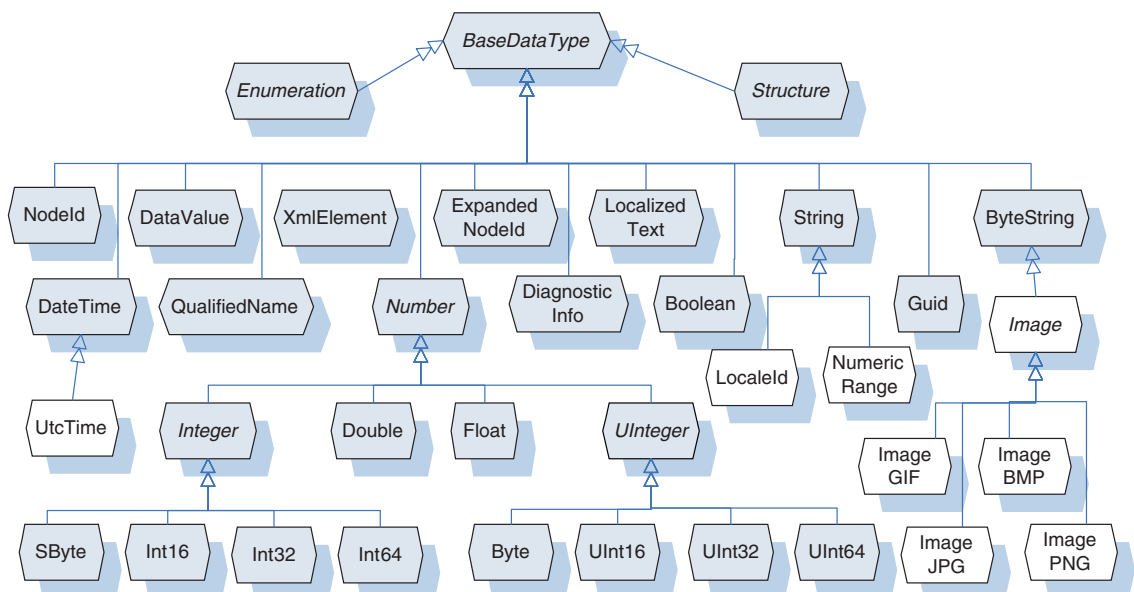 BaseDataType
Enumeration
Structure
NodeId
DataValue
XmlElement
Expanded
NodeId
Localized
Text
String
ByteString
DateTime
QualifiedName
Number
Diagnostic
Info
Boolean
Guid
Image
LocaleId
Numeric
Range
UtcTime
Integer
Double
Float
UInteger
Image
GIF
Image
BMP
SByte
Int16
Int32
Int64
Byte
UInt16
UInt32
UInt64
Image
JPG
Image
PNG